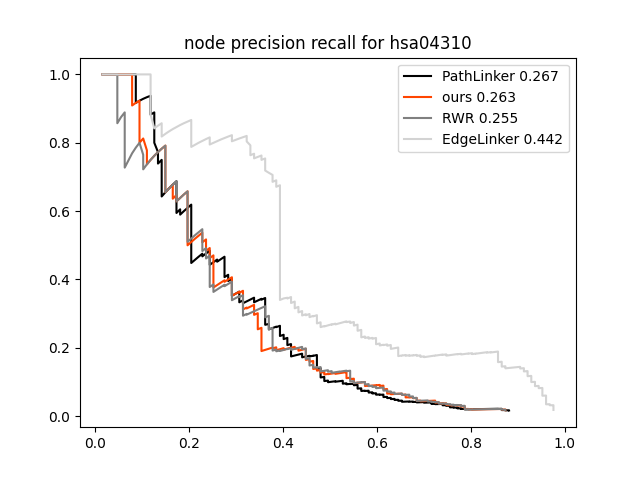 node precision recall for hsa04310
PathLinker 0.267
ours 0.263
RWR 0.255
EdgeLinker 0.442
1.0
0.8
0.6
0.4
0.2
0.0
0.0 0.2 0.4 0.6 0.8 1.0